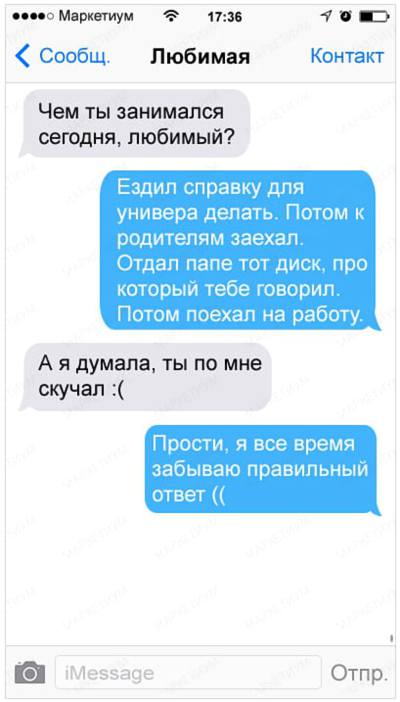 Маркетиум 17:36
Сообщ. Любимая Контакт
Чем ты занимался
сегодня, любимый?
Ездил справку для
универа делать. Потом к
родителям заехал.
Отдал папе тот диск, про
который тебе говорил.
Потом поехал на работу.
А я думала, ты по мне
скучал :(
Прости, я все время
забываю правильный
ответ ((
iMessage Отпр.